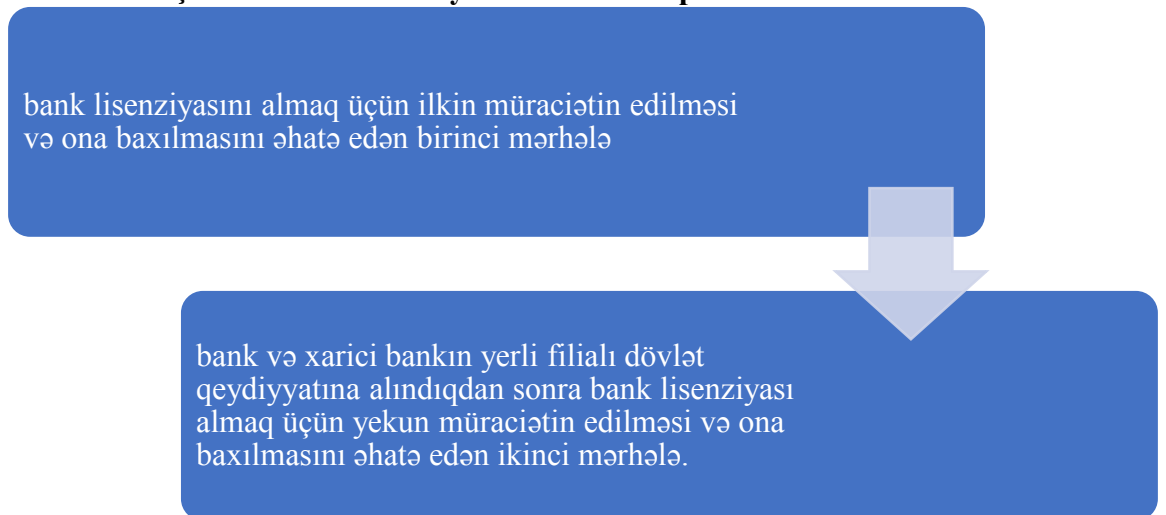 bank lisenziyasını almaq üçün ilkin müraciətin edilməsi
və ona baxılmasını əhatə edən birinci mərhələ
bank və xarici bankın yerli filialı dövlət
qeydiyyatına alındıqdan sonra bank lisenziyası
almaq üçün yekun müraciətin edilməsi və ona
baxılmasını əhatə edən ikinci mərhələ.